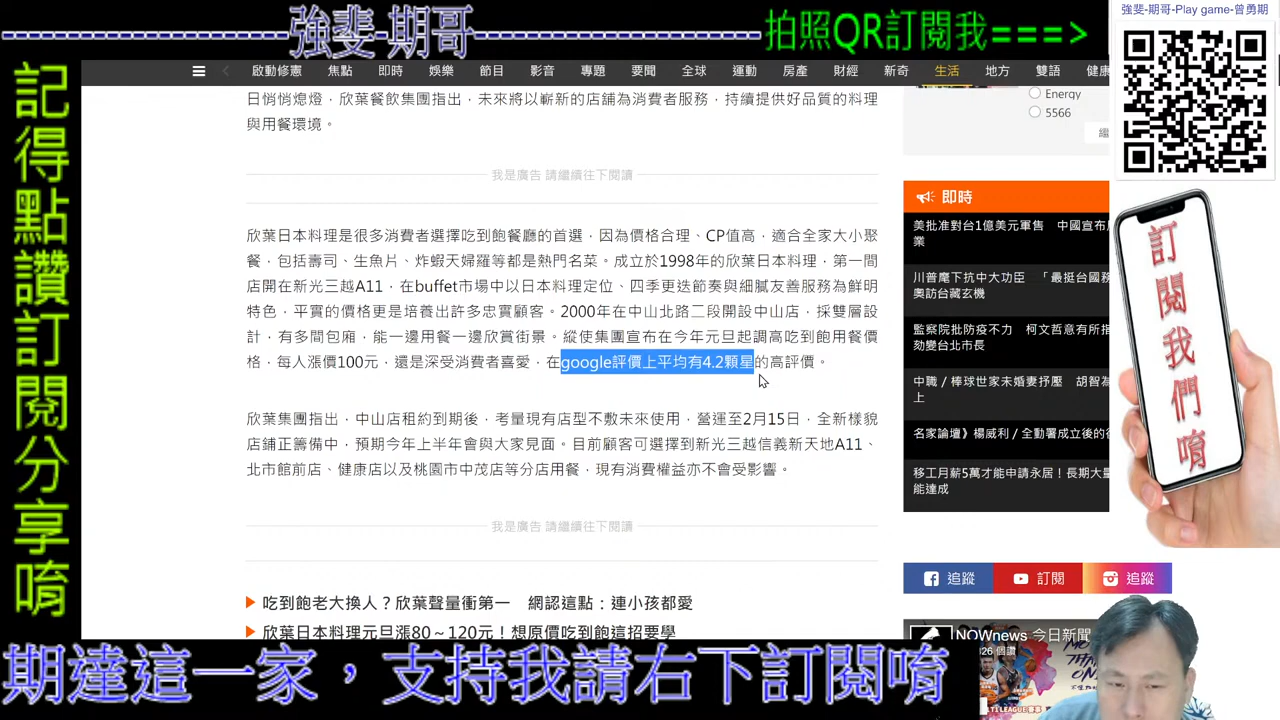 ---------------------強斐-期哥---------------------
拍照QR訂閱我===>
強斐-期哥-Play game-曾勇期
記得點讚訂閱分享唷
啟動修憲 焦點 即時 娛樂 節目 影音 專題 要聞 全球 運動 房產 財經 新奇 生活 地方 雙語 健康
日悄悄熄燈，欣葉餐飲集團指出，未來將以嶄新的店舖為消費者服務，持續提供好品質的料理
與用餐環境。
我是廣告 請繼續往下閱讀
欣葉日本料理是很多消費者選擇吃到飽餐廳的首選，因為價格合理、CP值高，適合全家大小聚
餐，包括壽司、生魚片、炸蝦天婦羅等都是熱門名菜。成立於1998年的欣葉日本料理，第一間
店開在新光三越A11，在buffet市場中以日本料理定位、四季更迭節奏與細膩友善服務為鮮明
特色，平實的價格更是培養出許多忠實顧客。2000年在中山北路二段開設中山店，採雙層設
計，有多間包廂，能一邊用餐一邊欣賞街景。縱使集團宣布在今年元旦起調高吃到飽用餐價
格，每人漲價100元，還是深受消費者喜愛，在google評價上平均有4.2顆星的高評價。
欣葉集團指出，中山店租約到期後，考量現有店型不敷未來使用，營運至2月15日，全新樣貌
店鋪正籌備中，預期今年上半年會與大家見面。目前顧客可選擇到新光三越信義新天地A11、
北市館前店、健康店以及桃園市中茂店等分店用餐，現有消費權益亦不會受影響。
我是廣告 請繼續往下閱讀
吃到飽老大換人？欣葉聲量衝第一　網認這點：連小孩都愛
欣葉日本料理元旦漲80～120元！想原價吃到飽這招要學
Energy
5566
繼
即時
美批准對台1億美元軍售　中國宣布
業
川普麾下抗中大功臣　「最挺台國務
奧訪台藏玄機
監察院批防疫不力　柯文哲意有所指
劾變台北市長
中職／棒球世家未婚妻抒壓　胡智為
上
名家論壇》楊威利／全動署成立後的
移工月薪5萬才能申請永居！長期大量
能達成
追蹤 訂閱 追蹤
NOWnews 今日新聞
訂閱我們唷
期達這一家，支持我請右下訂閱唷